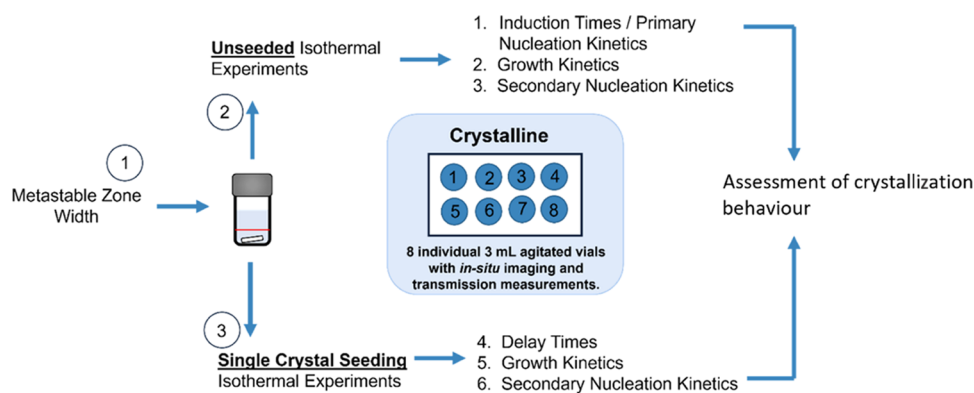 1
Metastable Zone
Width
2
Unseeded Isothermal
Experiments
1. Induction Times / Primary
Nucleation Kinetics
2. Growth Kinetics
3. Secondary Nucleation Kinetics
Crystalline
1 2 3 4
5 6 7 8
8 individual 3 mL agitated vials
with in-situ imaging and
transmission measurements.
3
Single Crystal Seeding
Isothermal Experiments
4. Delay Times
5. Growth Kinetics
6. Secondary Nucleation Kinetics
Assessment of crystallization
behaviour